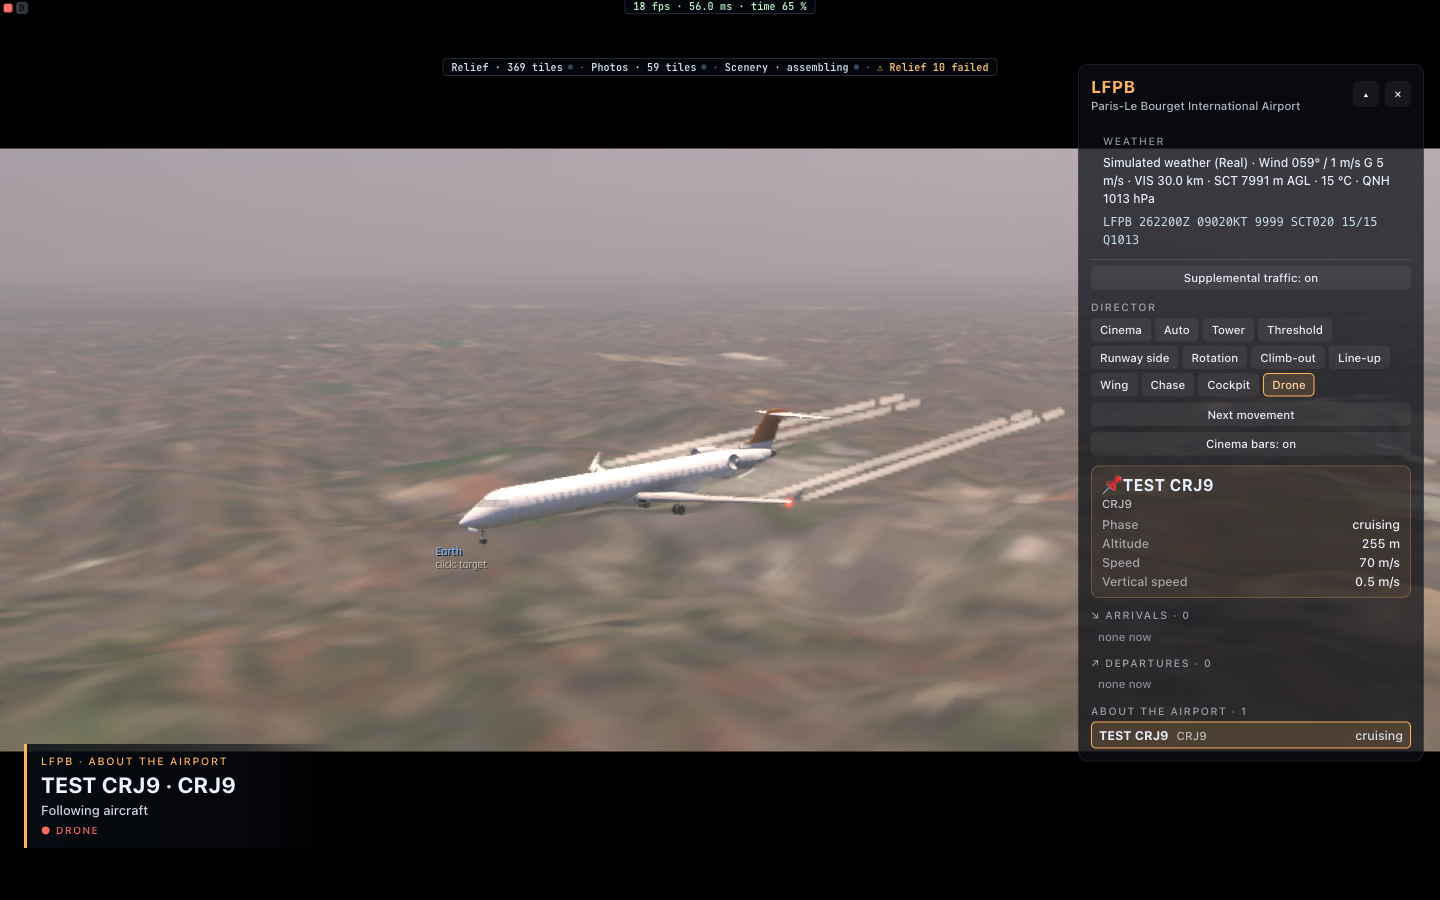 0
18 fps · 56.0 ms · time 65 %
Relief · 369 tiles · Photos · 59 tiles · Scenery · assembling · ⚠ Relief 10 failed
LFPB
Paris-Le Bourget International Airport
WEATHER
Simulated weather (Real) · Wind 059° / 1 m/s G 5
m/s · VIS 30.0 km · SCT 7991 m AGL · 15 °C · QNH
1013 hPa
LFPB 262200Z 09020KT 9999 SCT020 15/15
Q1013
Supplemental traffic: on
DIRECTOR
Cinema Auto Tower Threshold
Runway side Rotation Climb-out Line-up
Wing Chase Cockpit Drone
Next movement
Cinema bars: on
📌TEST CRJ9
CRJ9
Phase cruising
Altitude 255 m
Speed 70 m/s
Vertical speed 0.5 m/s
↘ ARRIVALS · 0
none now
↗ DEPARTURES · 0
none now
ABOUT THE AIRPORT · 1
TEST CRJ9 CRJ9 cruising
Earth
click target
LFPB · ABOUT THE AIRPORT
TEST CRJ9 · CRJ9
Following aircraft
DRONE